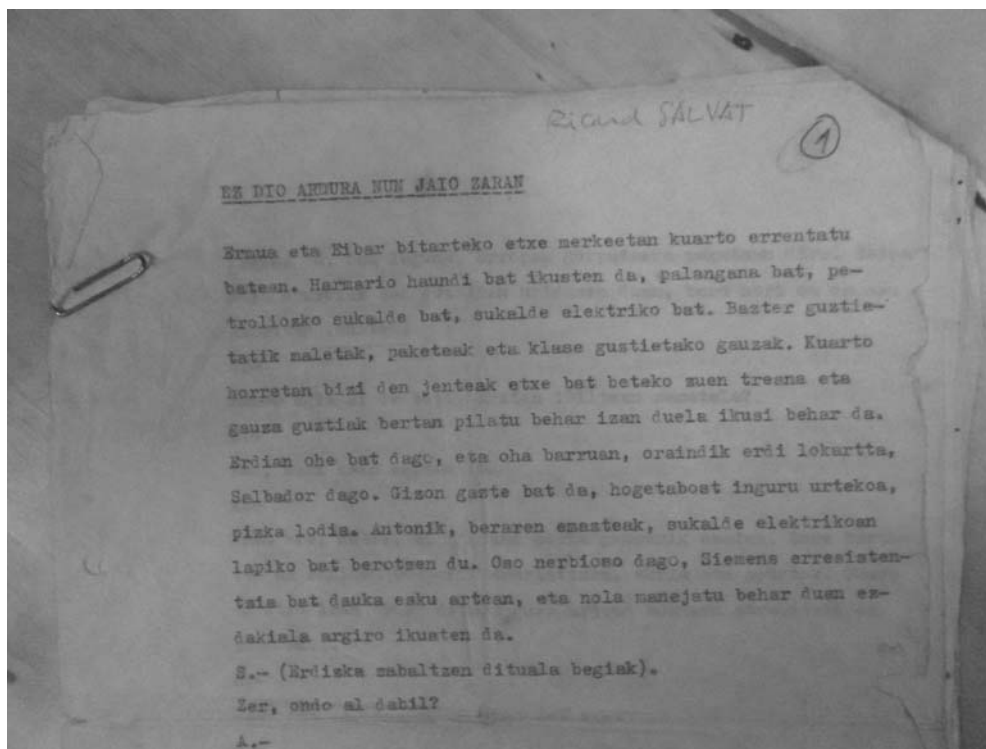 Ricard SALVAT
1
EZ DIO ARDURA NUN JAIO ZARAN
Ermua eta Eibar bitarteko etxe merkeetan kuarto errentatu
batean. Harmario haundi bat ikusten da, palangana bat, pe-
troliozko sukalde bat, sukalde elektriko bat. Bazter guztie-
tatik maletak, paketeak eta klase gustietako gauzak. Kuarto
horretan bizi den jenteak etxe bat beteko zuen tresna eta
gauza guztiak bertan pilatu behar izan duela ikusi behar da.
Erdian ohe bat dago, eta oha barruan, oraindik erdi lokartta,
Salbador dago. Gizon gazte bat da, hogetabost inguru urtekoa,
pizka lodia. Antonik, beraren emazteak, sukalde elektrikoan
lapiko bat berotzen du. Oso nerbioso dago, Siemens erresisten-
tzia bat dauka esku artean, eta nola manejatu behar duen ez-
dakiala argiro ikusten da.
S.- (Erdiska zabaltzen dituala begiak).
Zer, ondo al dabil?
A.-